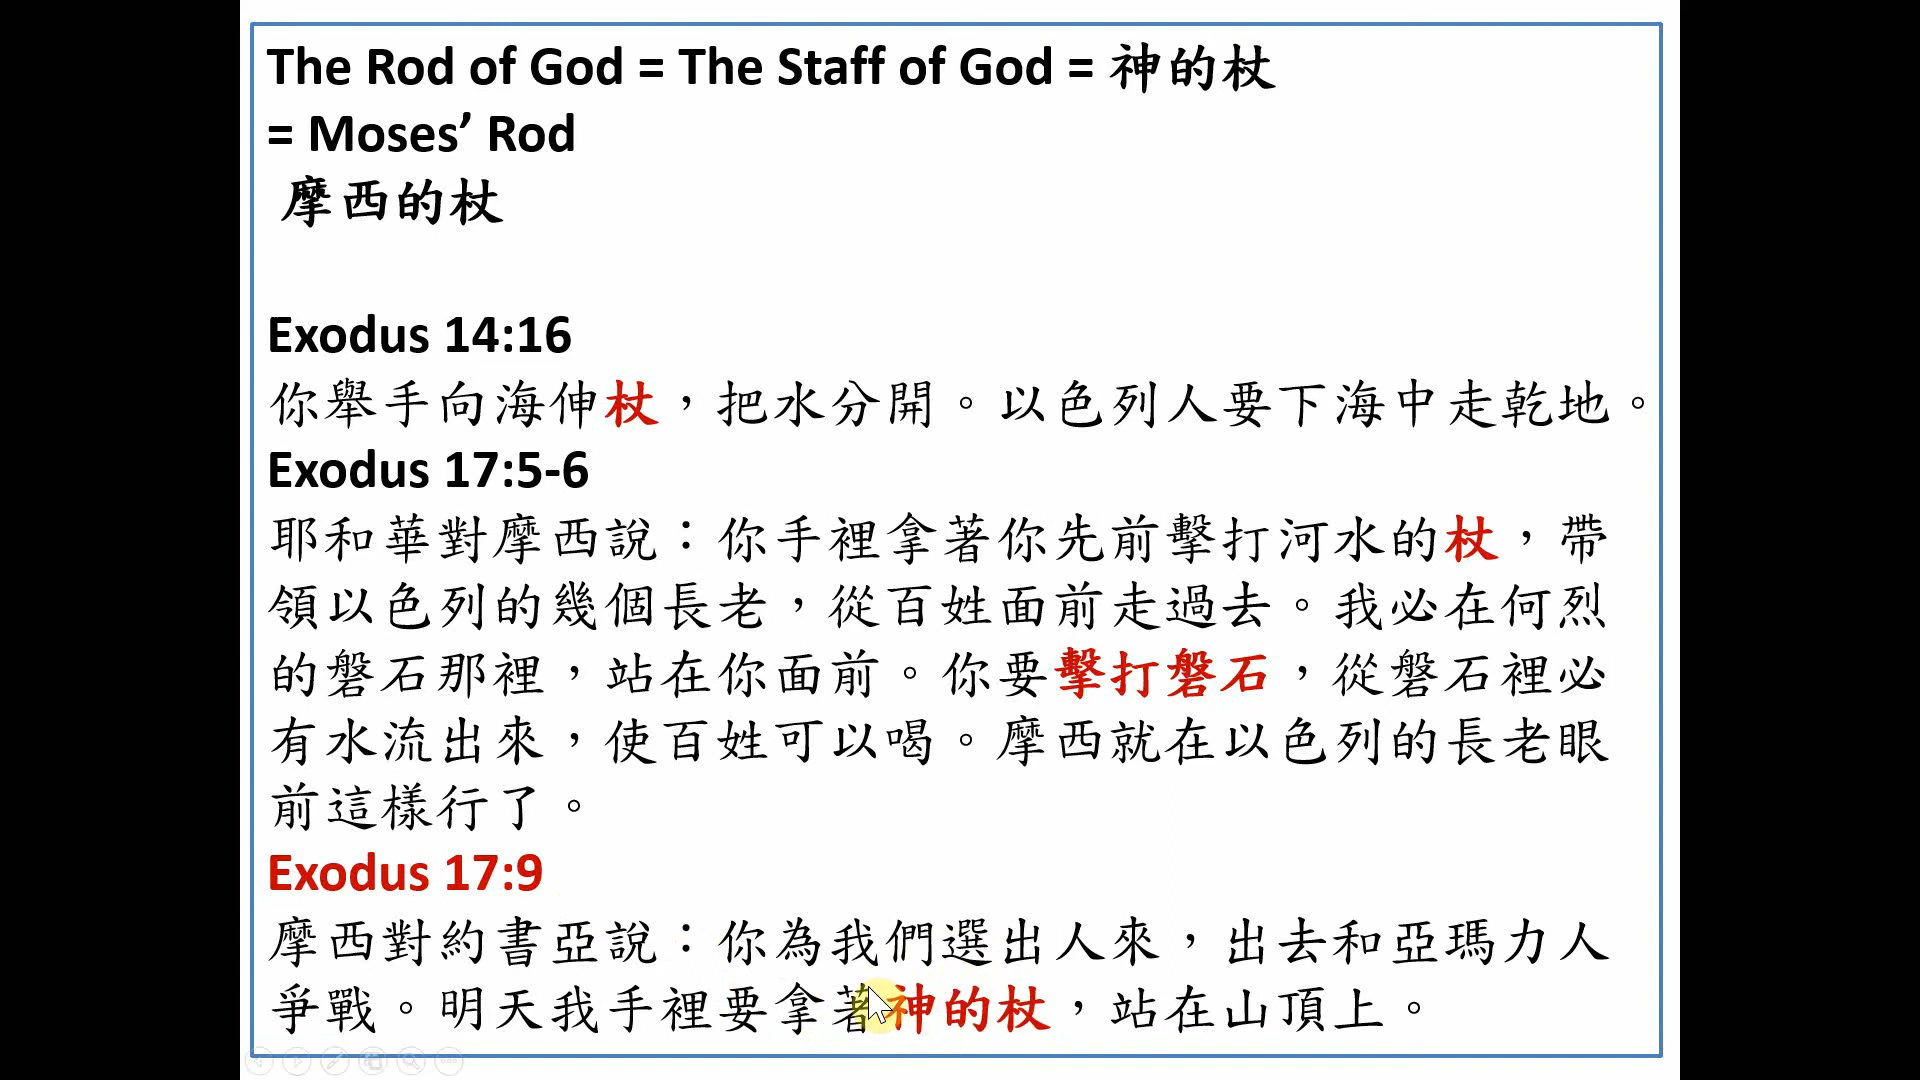 The Rod of God = The Staff of God = 神的杖
= Moses’ Rod
摩西的杖
Exodus 14:16
你舉手向海伸杖，把水分開。以色列人要下海中走乾地。
Exodus 17:5-6
耶和華對摩西說：你手裡拿著你先前擊打河水的杖，帶
領以色列的幾個長老，從百姓面前走過去。我必在何烈
的磐石那裡，站在你面前。你要擊打磐石，從磐石裡必
有水流出來，使百姓可以喝。摩西就在以色列的長老眼
前這樣行了。
Exodus 17:9
摩西對約書亞說：你為我們選出人來，出去和亞瑪力人
爭戰。明天我手裡要拿著神的杖，站在山頂上。